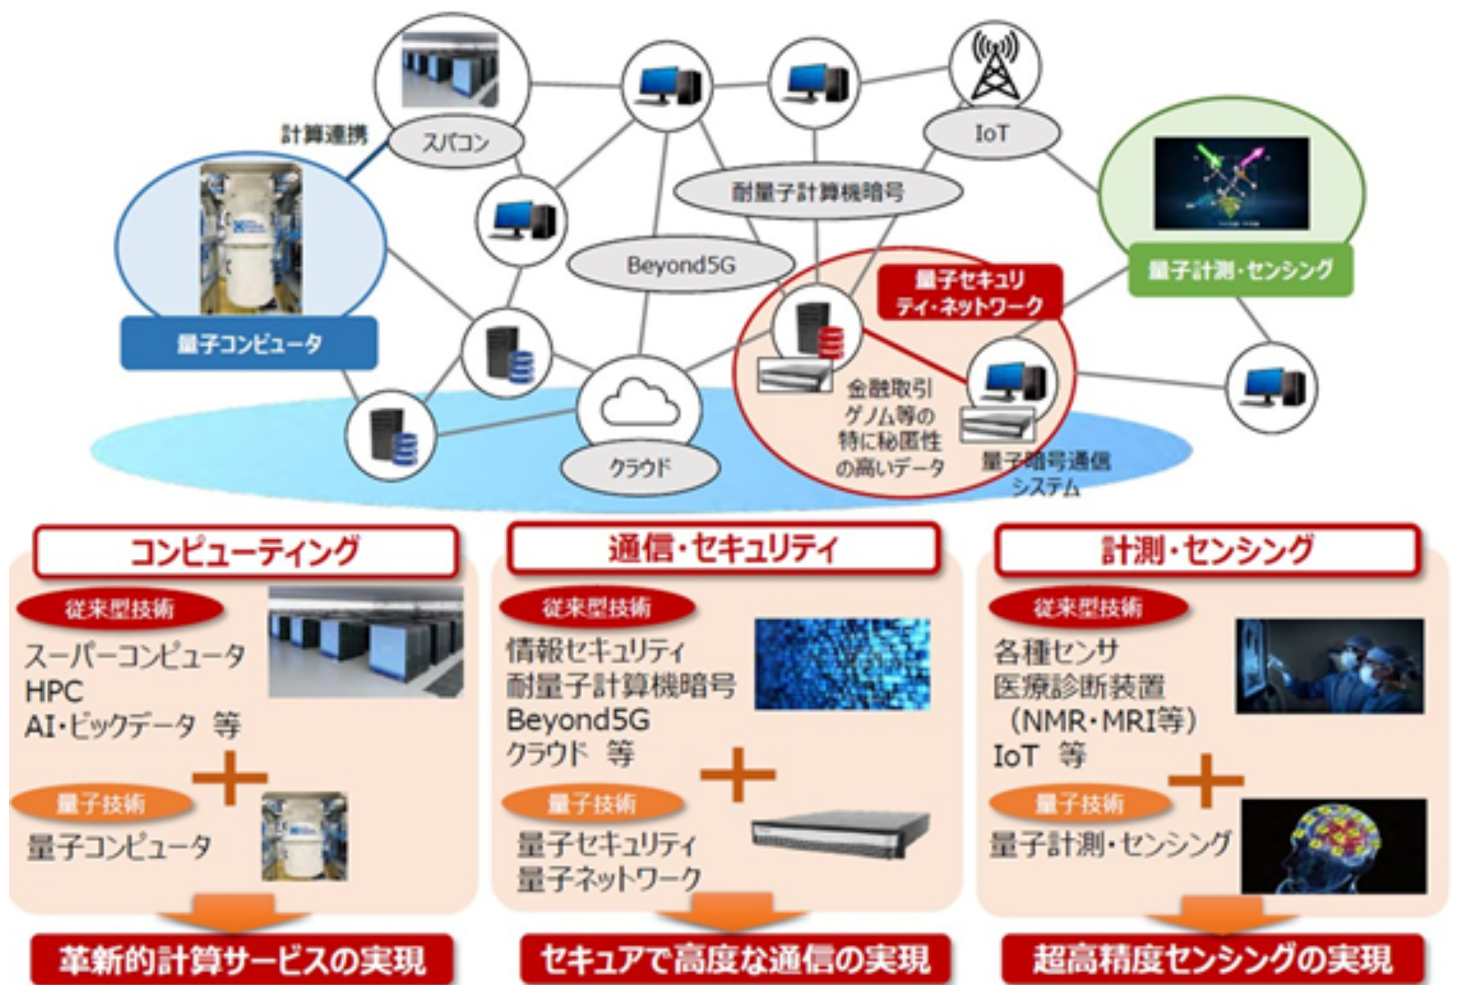 計算連携
スパコン
IoT
耐量子計算機暗号
Beyond5G
量子セキュリ
ティ・ネットワーク
量子計測・センシング
量子コンピュータ
金融取引
ゲノム等の
特に秘匿性
の高いデータ
クラウド
量子暗号通信
システム
コンピューティング
従来型技術
スーパーコンピュータ
HPC
AI・ビックデータ 等
量子技術
量子コンピュータ
革新的計算サービスの実現
通信・セキュリティ
従来型技術
情報セキュリティ
耐量子計算機暗号
Beyond5G
クラウド 等
量子技術
量子セキュリティ
量子ネットワーク
セキュアで高度な通信の実現
計測・センシング
従来型技術
各種センサ
医療診断装置
（NMR・MRI等）
IoT 等
量子技術
量子計測・センシング
超高精度センシングの実現